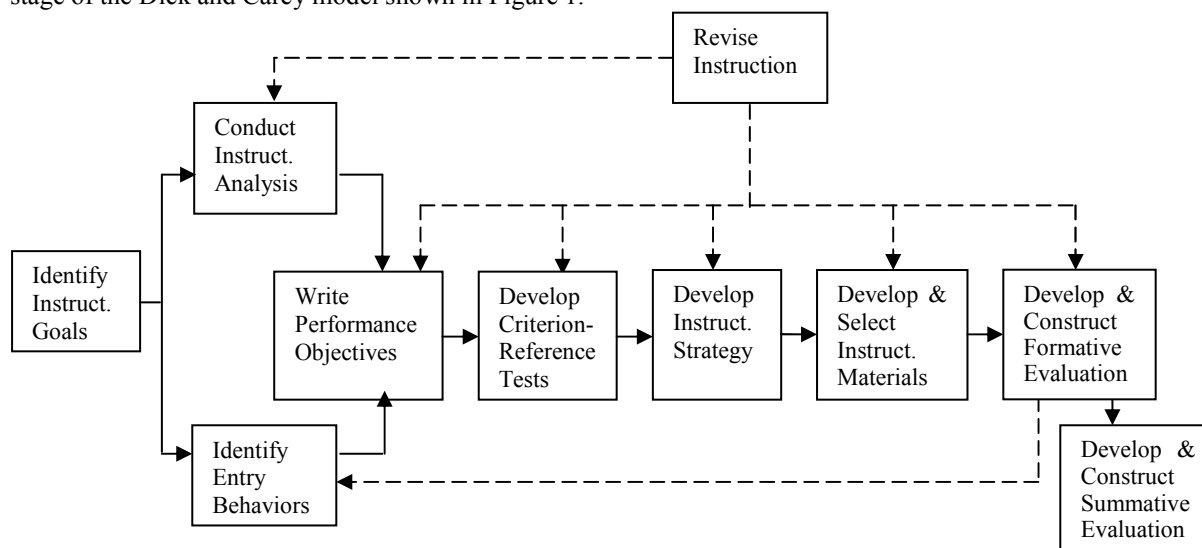 stage of the Dick and Carey model shown in Figure 1.
Revise
Instruction
Conduct
Instruct.
Analysis
Identify
Instruct.
Goals
Write
Performance
Objectives
Develop
Criterion-
Reference
Tests
Develop
Instruct.
Strategy
Develop &
Select
Instruct.
Materials
Develop &
Construct
Formative
Evaluation
Identify
Entry
Behaviors
Develop &
Construct
Summative
Evaluation